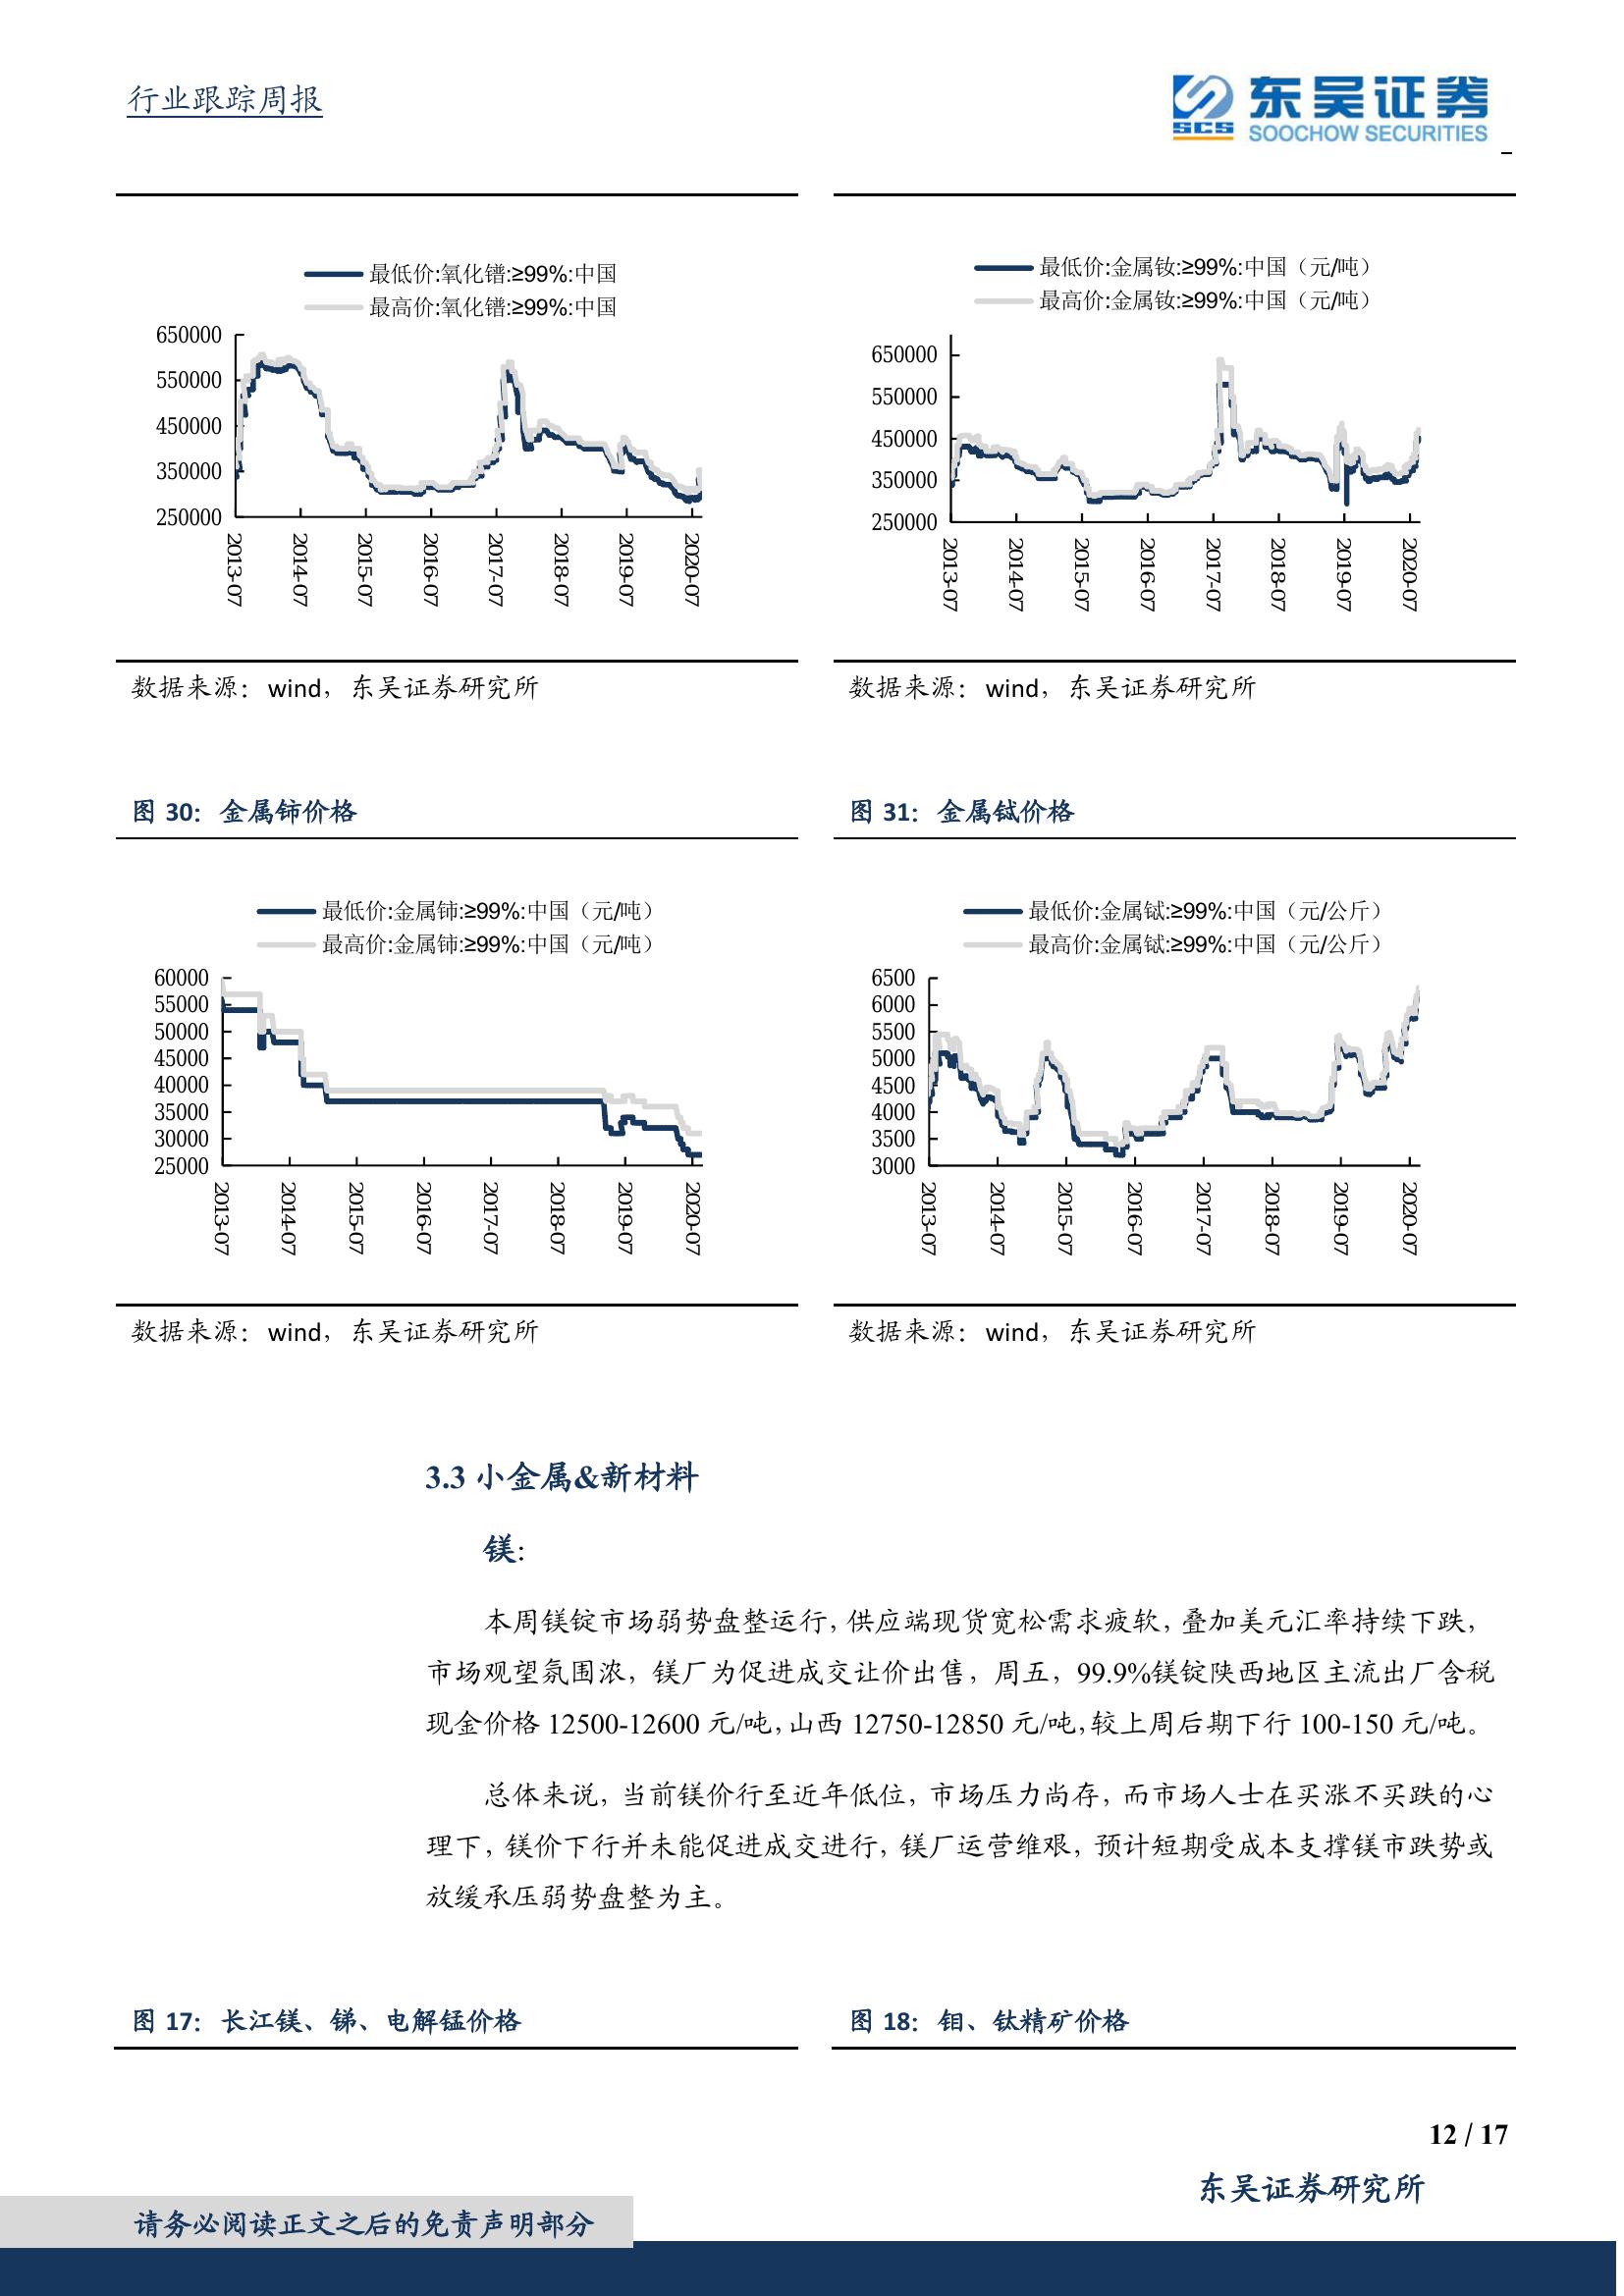 行业跟踪周报
SCS 东吴证券
SOOCHOW SECURITIES
最低价:氧化镨:≥99%:中国
最高价:氧化镨:≥99%:中国
650000
550000
450000
350000
250000
2013-07
2014-07
2015-07
2016-07
2017-07
2018-07
2019-07
2020-07
最低价:金属钕:≥99%:中国（元/吨）
最高价:金属钕:≥99%:中国（元/吨）
650000
550000
450000
350000
250000
2013-07
2014-07
2015-07
2016-07
2017-07
2018-07
2019-07
2020-07
数据来源：wind，东吴证券研究所
数据来源：wind，东吴证券研究所
图 30：金属铈价格
图 31：金属铽价格
最低价:金属铈:≥99%:中国（元/吨）
最高价:金属铈:≥99%:中国（元/吨）
60000
55000
50000
45000
40000
35000
30000
25000
2013-07
2014-07
2015-07
2016-07
2017-07
2018-07
2019-07
2020-07
最低价:金属铽:≥99%:中国（元/公斤）
最高价:金属铽:≥99%:中国（元/公斤）
6500
6000
5500
5000
4500
4000
3500
3000
2013-07
2014-07
2015-07
2016-07
2017-07
2018-07
2019-07
2020-07
数据来源：wind，东吴证券研究所
数据来源：wind，东吴证券研究所
3.3 小金属&新材料
镁：
本周镁锭市场弱势盘整运行，供应端现货宽松需求疲软，叠加美元汇率持续下跌，
市场观望氛围浓，镁厂为促进成交让价出售，周五，99.9%镁锭陕西地区主流出厂含税
现金价格 12500-12600 元/吨，山西 12750-12850 元/吨，较上周后期下行 100-150 元/吨。
总体来说，当前镁价行至近年低位，市场压力尚存，而市场人士在买涨不买跌的心
理下，镁价下行并未能促进成交进行，镁厂运营维艰，预计短期受成本支撑镁市跌势或
放缓承压弱势盘整为主。
图 17：长江镁、锑、电解锰价格
图 18：钼、钛精矿价格
12 / 17
东吴证券研究所
请务必阅读正文之后的免责声明部分